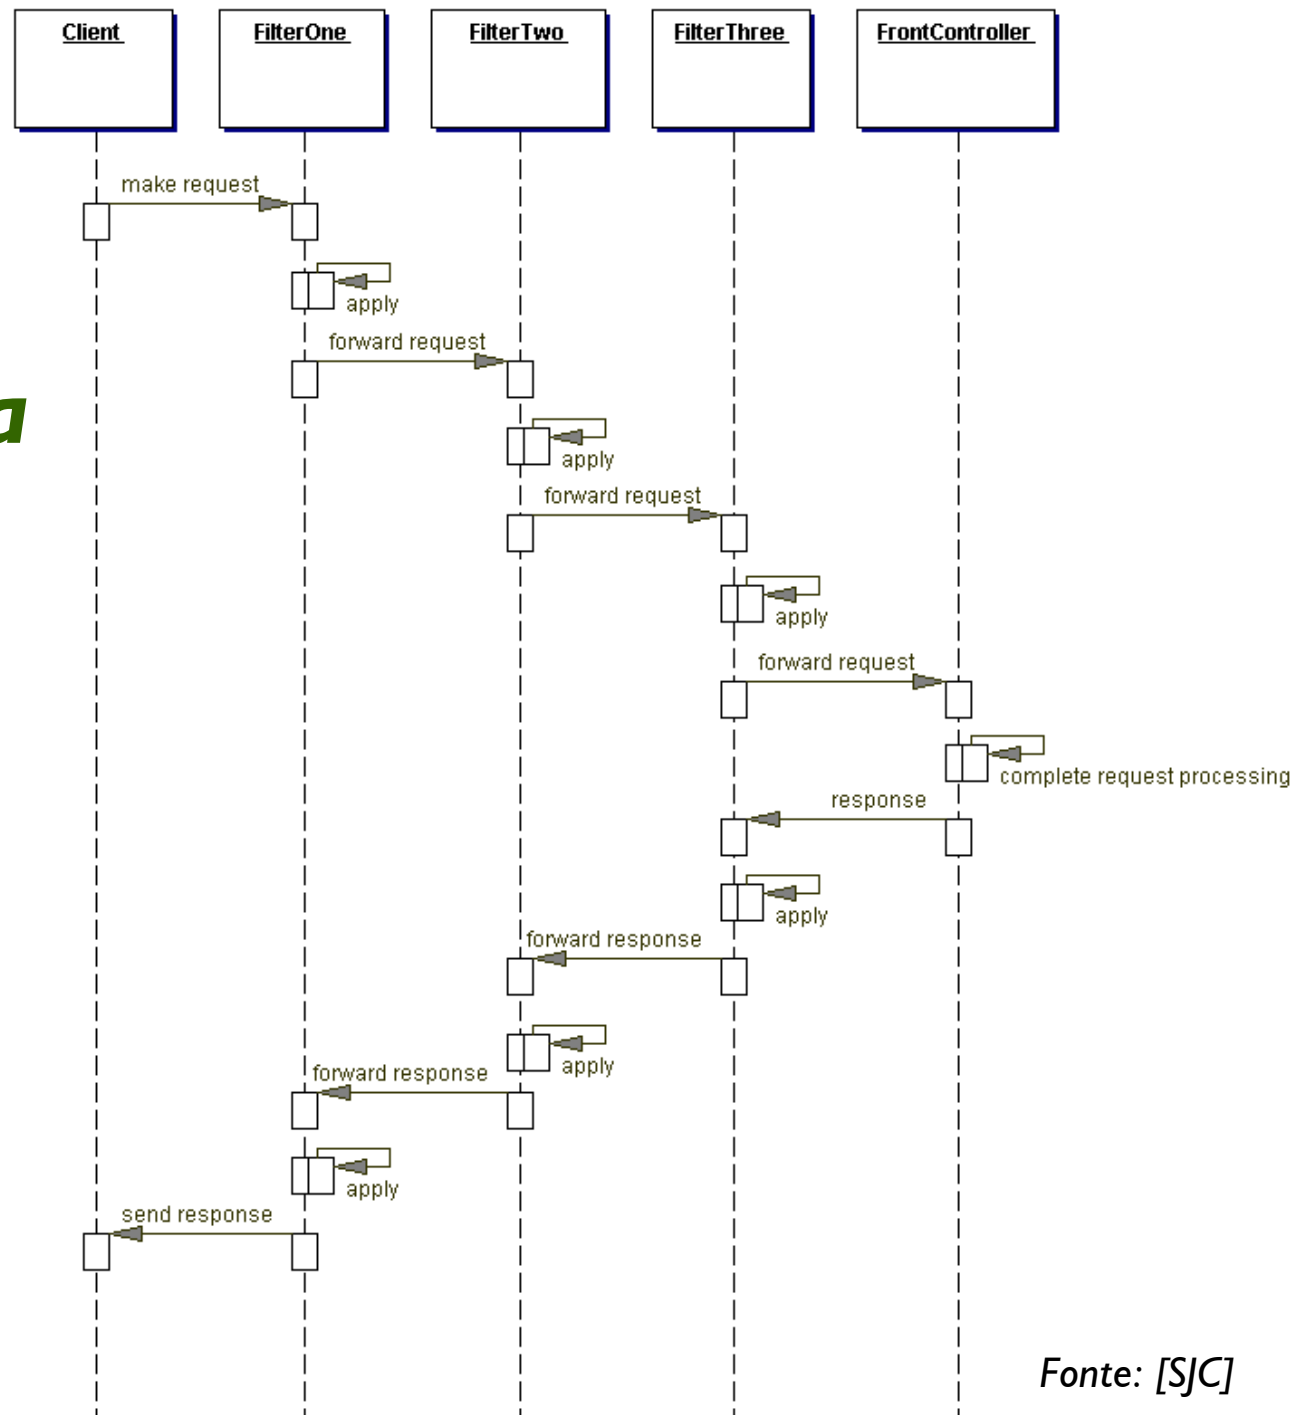 Client
FilterOne
FilterTwo
FilterThree
FrontController
make request
apply
forward request
a
apply
forward request
apply
forward request
complete request processing
response
apply
forward response
apply
forward response
apply
send response
Fonte: [SJC]